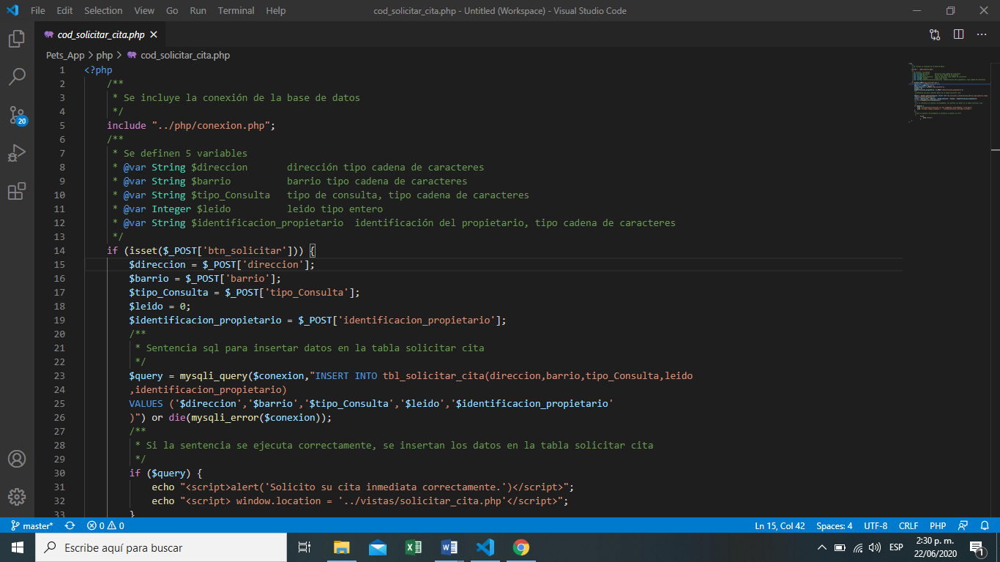 File Edit Selection View Go Run Terminal Help cod_solicitar_cita.php - Untitled (Workspace) - Visual Studio Code
cod_solicitar_cita.php
Pets_App > php > cod_solicitar_cita.php
1 <?php
2 /**
3 * Se incluye la conexión de la base de datos
4 */
5 include "../php/conexion.php";
6 /**
7 * Se definen 5 variables
8 * @var String $direccion dirección tipo cadena de caracteres
9 * @var String $barrio barrio tipo cadena de caracteres
10 * @var String $tipo_Consulta tipo de consulta, tipo cadena de caracteres
11 * @var Integer $leido leido tipo entero
12 * @var String $identificacion_propietario identificación del propietario, tipo cadena de caracteres
13 */
14 if (isset($_POST['btn_solicitar'])) {
15 $direccion = $_POST['direccion'];
16 $barrio = $_POST['barrio'];
17 $tipo_Consulta = $_POST['tipo_Consulta'];
18 $leido = 0;
19 $identificacion_propietario = $_POST['identificacion_propietario'];
20 /**
21 * Sentencia sql para insertar datos en la tabla solicitar cita
22 */
23 $query = mysqli_query($conexion,"INSERT INTO tbl_solicitar_cita(direccion,barrio,tipo_Consulta,leido
24 ,identificacion_propietario)
25 VALUES ('$direccion','$barrio','$tipo_Consulta','$leido','$identificacion_propietario'
26 )") or die(mysqli_error($conexion));
27 /**
28 * Si la sentencia se ejecuta correctamente, se insertan los datos en la tabla solicitar cita
29 */
30 if ($query) {
31 echo "<script>alert('Solicito su cita inmediata correctamente.')</script>";
32 echo "<script> window.location = '../vistas/solicitar_cita.php'</script>";
33 }
20
master* 0 0 Ln 15, Col 42 Spaces: 4 UTF-8 CRLF PHP
Escribe aquí para buscar ESP 2:30 p. m.
22/06/2020 1